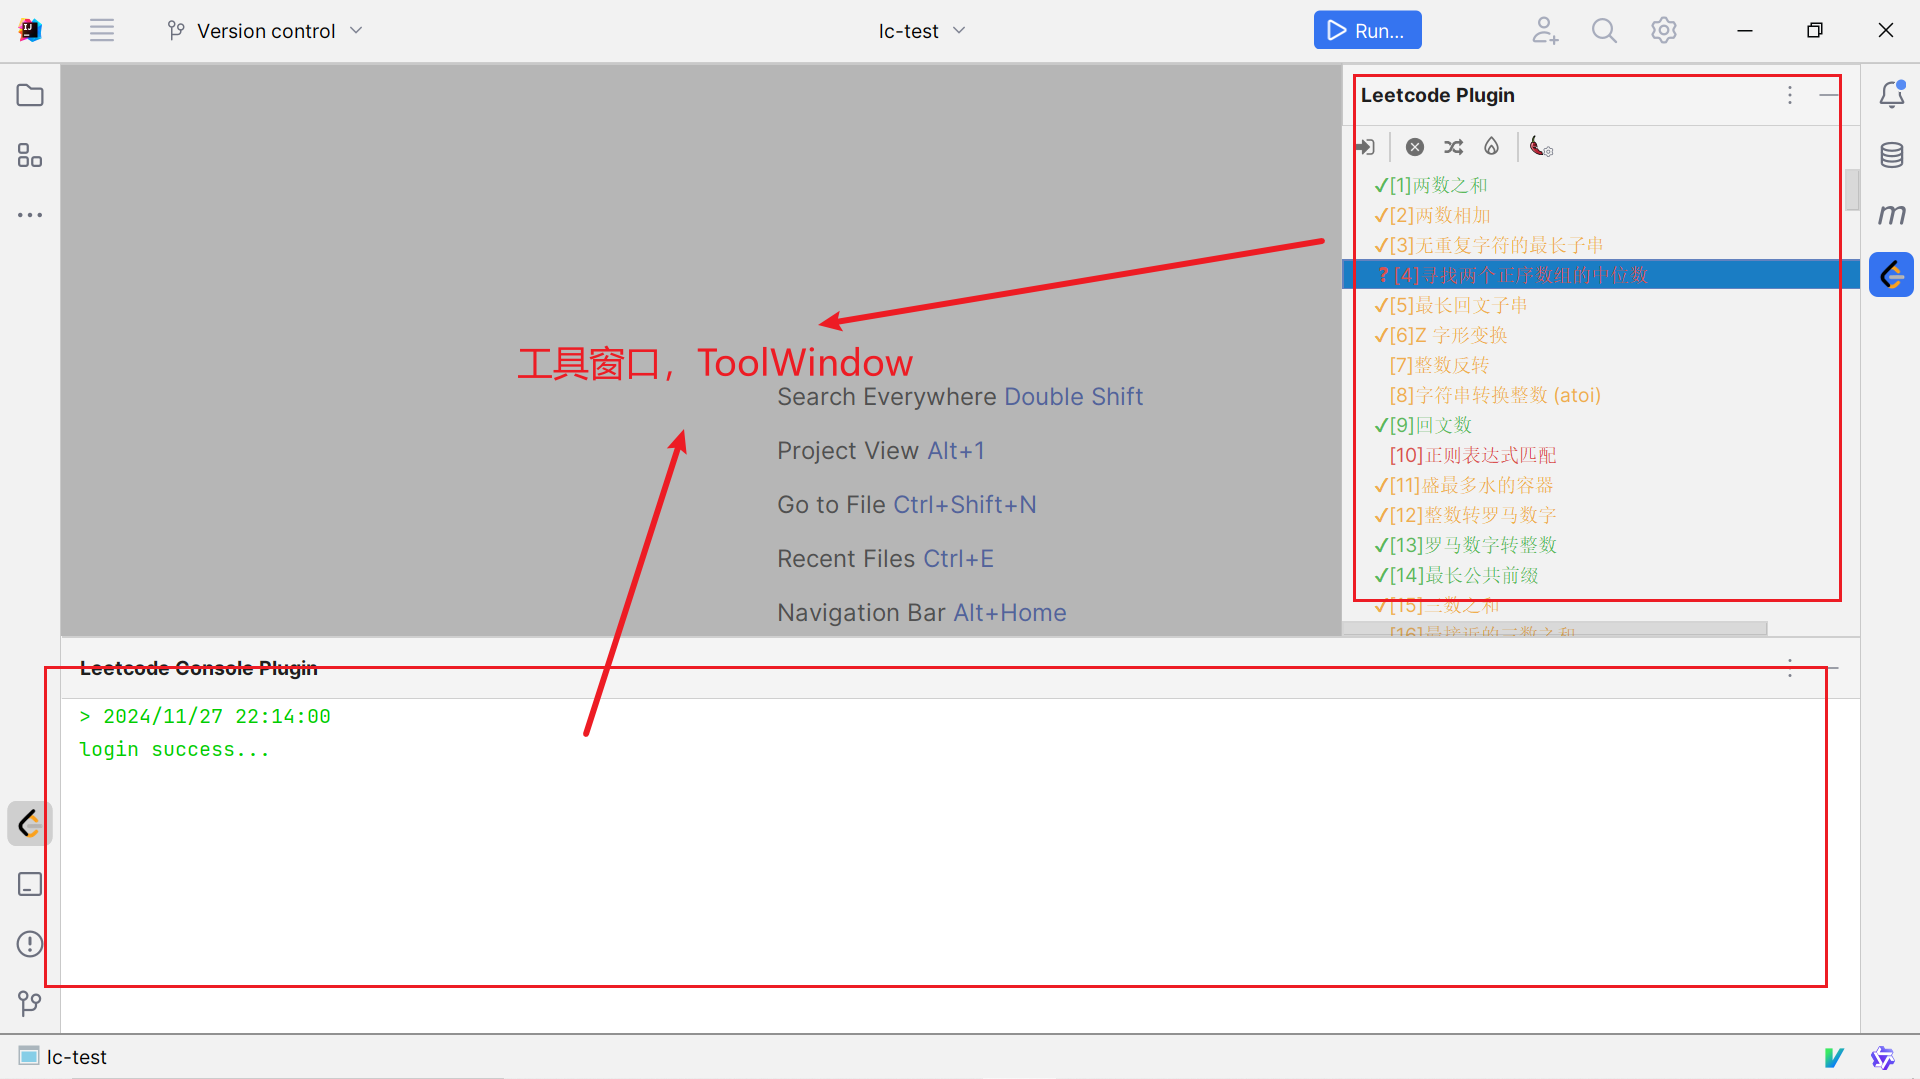 Version control
lc-test
Run...
Leetcode Plugin
[1]两数之和
[2]两数相加
[3]无重复字符的最长子串
? [4]寻找两个正序数组的中位数
[5]最长回文子串
[6]Z 字形变换
[7]整数反转
[8]字符串转换整数 (atoi)
[9]回文数
[10]正则表达式匹配
[11]盛最多水的容器
[12]整数转罗马数字
[13]罗马数字转整数
[14]最长公共前缀
[15]三数之和
[16]最接近的三数之和
m
工具窗口，ToolWindow
Search Everywhere Double Shift
Project View Alt+1
Go to File Ctrl+Shift+N
Recent Files Ctrl+E
Navigation Bar Alt+Home
Leetcode Console Plugin
> 2024/11/27 22:14:00
login success...
lc-test